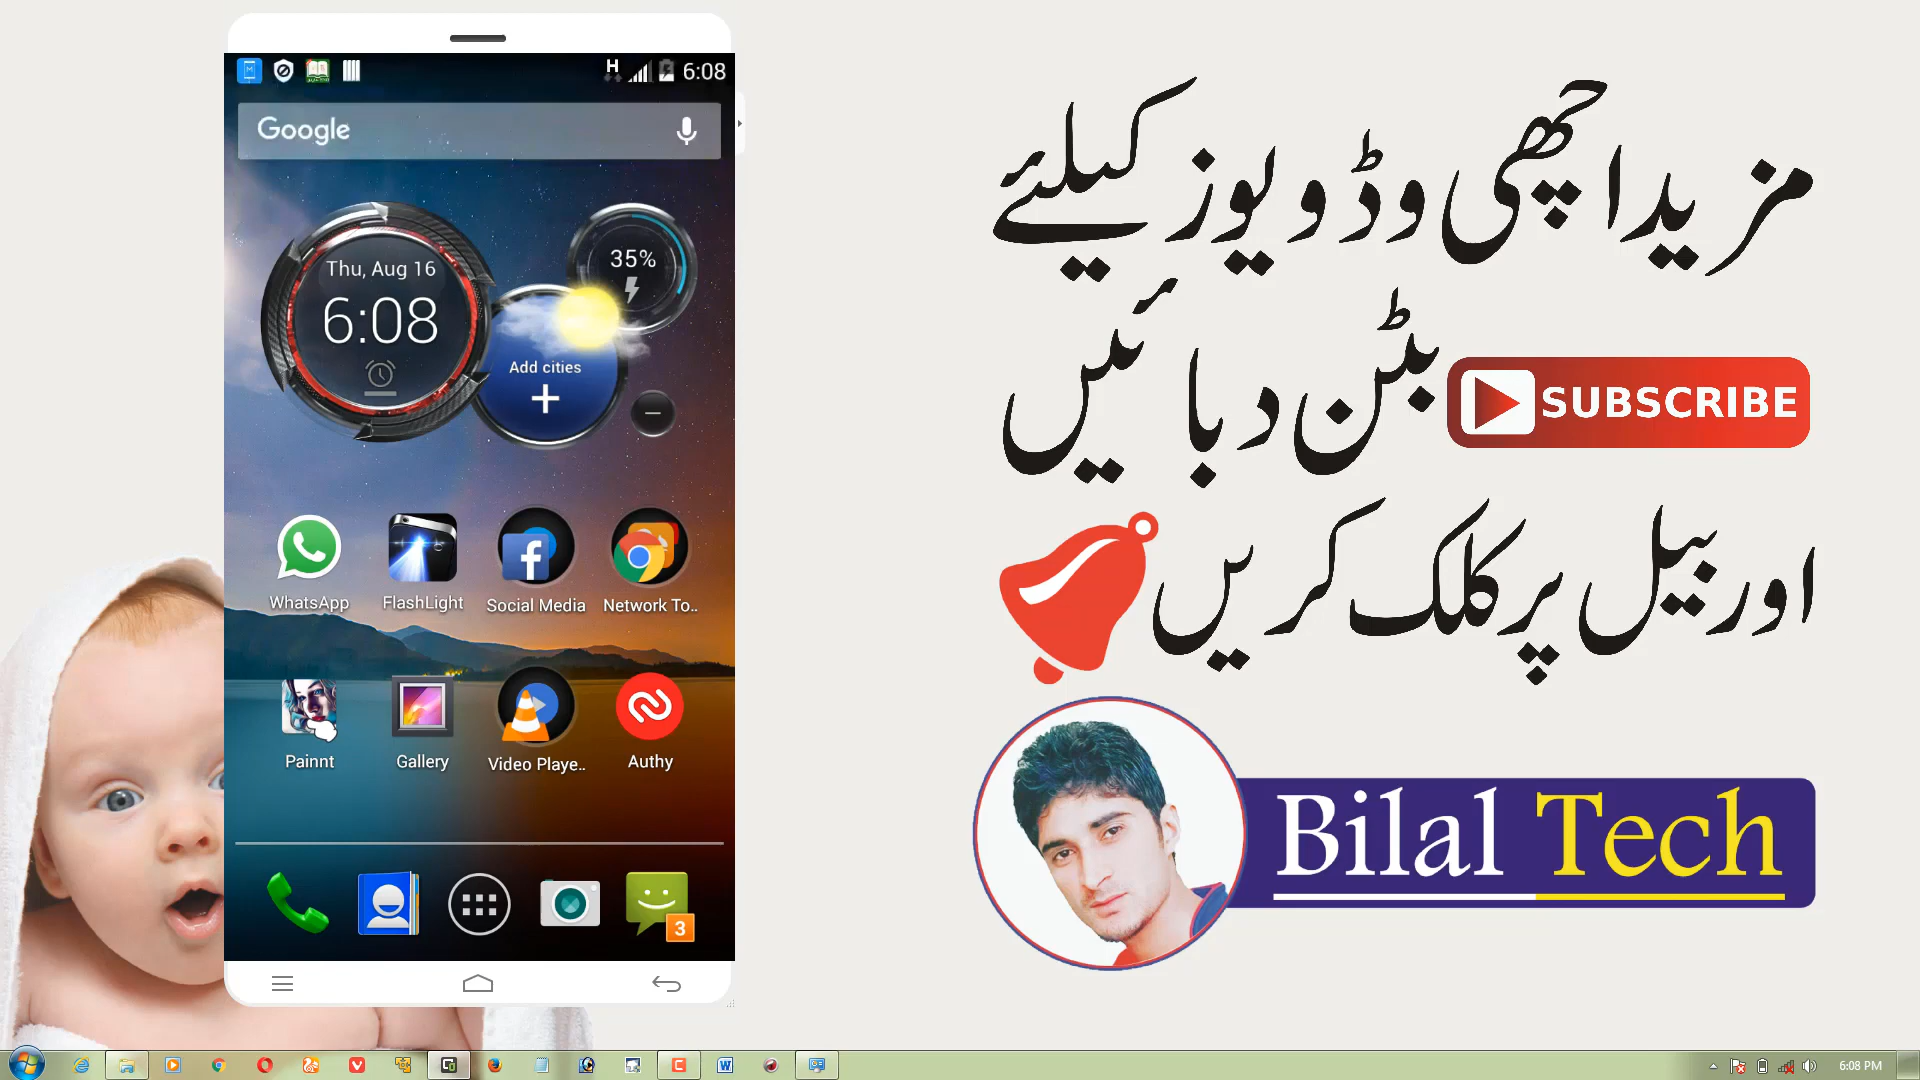 H 6:08
Google
Thu, Aug 16
6:08
35%
Add cities
+
WhatsApp
FlashLight
Social Media
Network To..
Painnt
Gallery
Video Playe..
Authy
3
مزید اچھی وڈویوز کیلئے
SUBSCRIBE بٹن دبائیں
اور بیل پر کلک کریں
Bilal Tech
6:08 PM